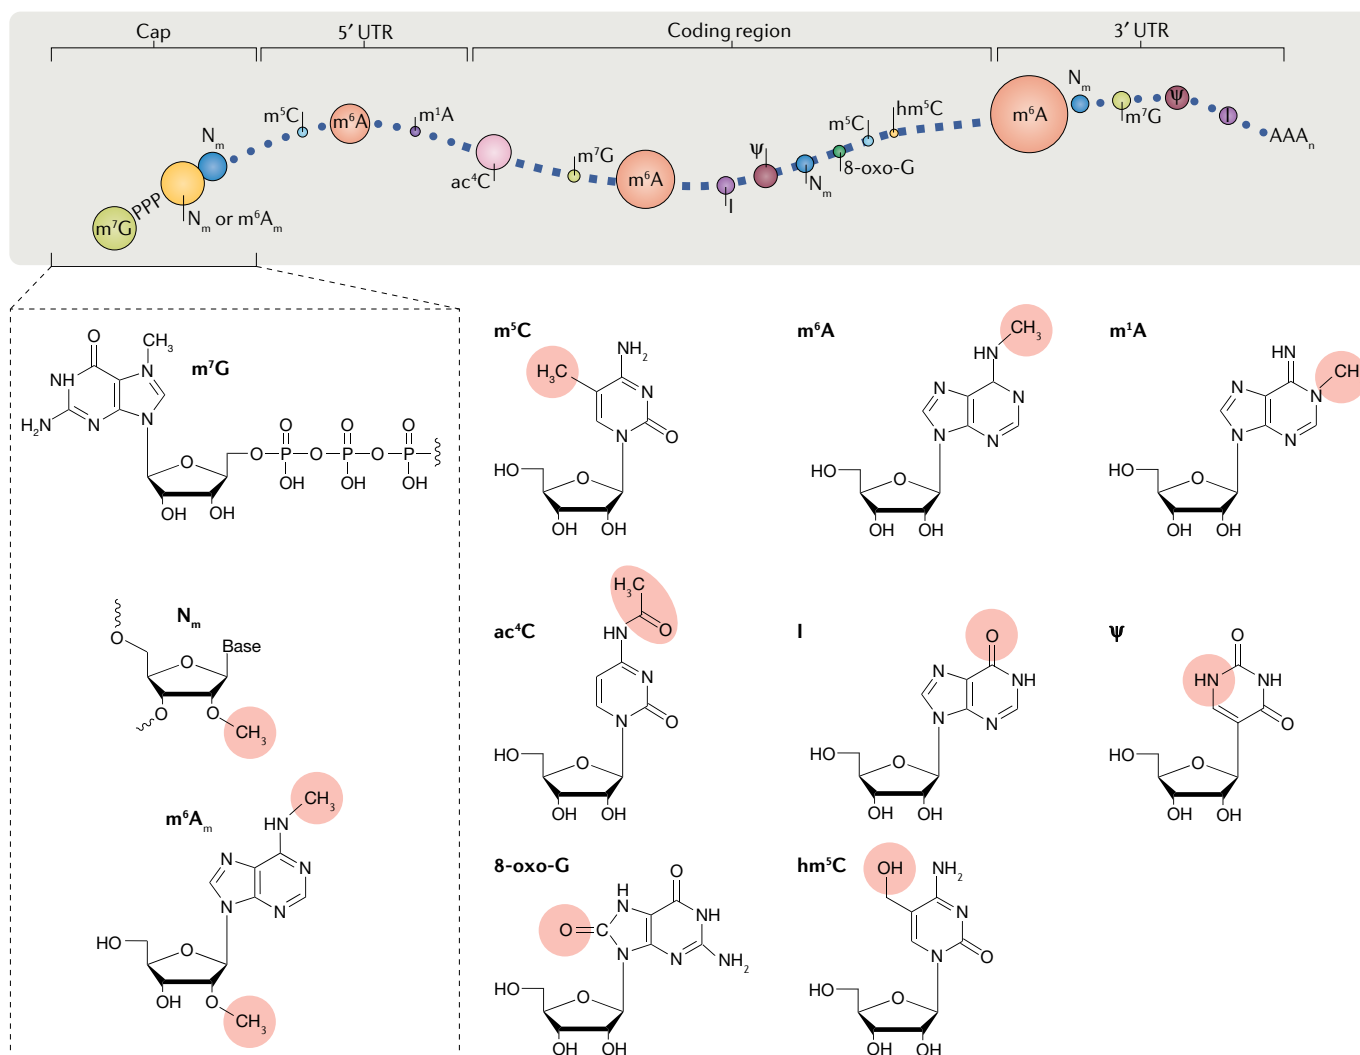 Cap 5′ UTR Coding region 3′ UTR
m⁷G
PPP
Nₘ or m⁶Aₘ
Nₘ
m⁵C
m⁶A
m¹A
ac⁴C
m⁷G
m⁶A
I
Ψ
Nₘ
8-oxo-G
m⁵C
hm⁵C
m⁶A
Nₘ
m⁷G
Ψ
I
AAAₙ
m⁷G
O
CH₃
N
NH
N
N
H₂N
N
O
O
O
O
O P O P O P
OH
OH
OH
OH OH
Nₘ
O
Base
O
O
O
CH₃
m⁶Aₘ
CH₃
HN
N
N
N
N
HO
O
OH
O
CH₃
m⁵C
H₃C
NH₂
N
N
O
HO
O
OH OH
m⁶A
CH₃
HN
N
N
N
N
HO
O
OH OH
m¹A
NH
N
N
CH
N
N
HO
O
OH OH
ac⁴C
H₃C
O
HN
N
N
O
HO
O
OH OH
I
O
N
NH
N
N
HO
O
OH OH
Ψ
O
HN
NH
O
HO
O
OH OH
8-oxo-G
O
H
N
NH
O C
N
N
NH₂
HO
O
OH OH
hm⁵C
OH
NH₂
N
N
O
HO
O
OH OH